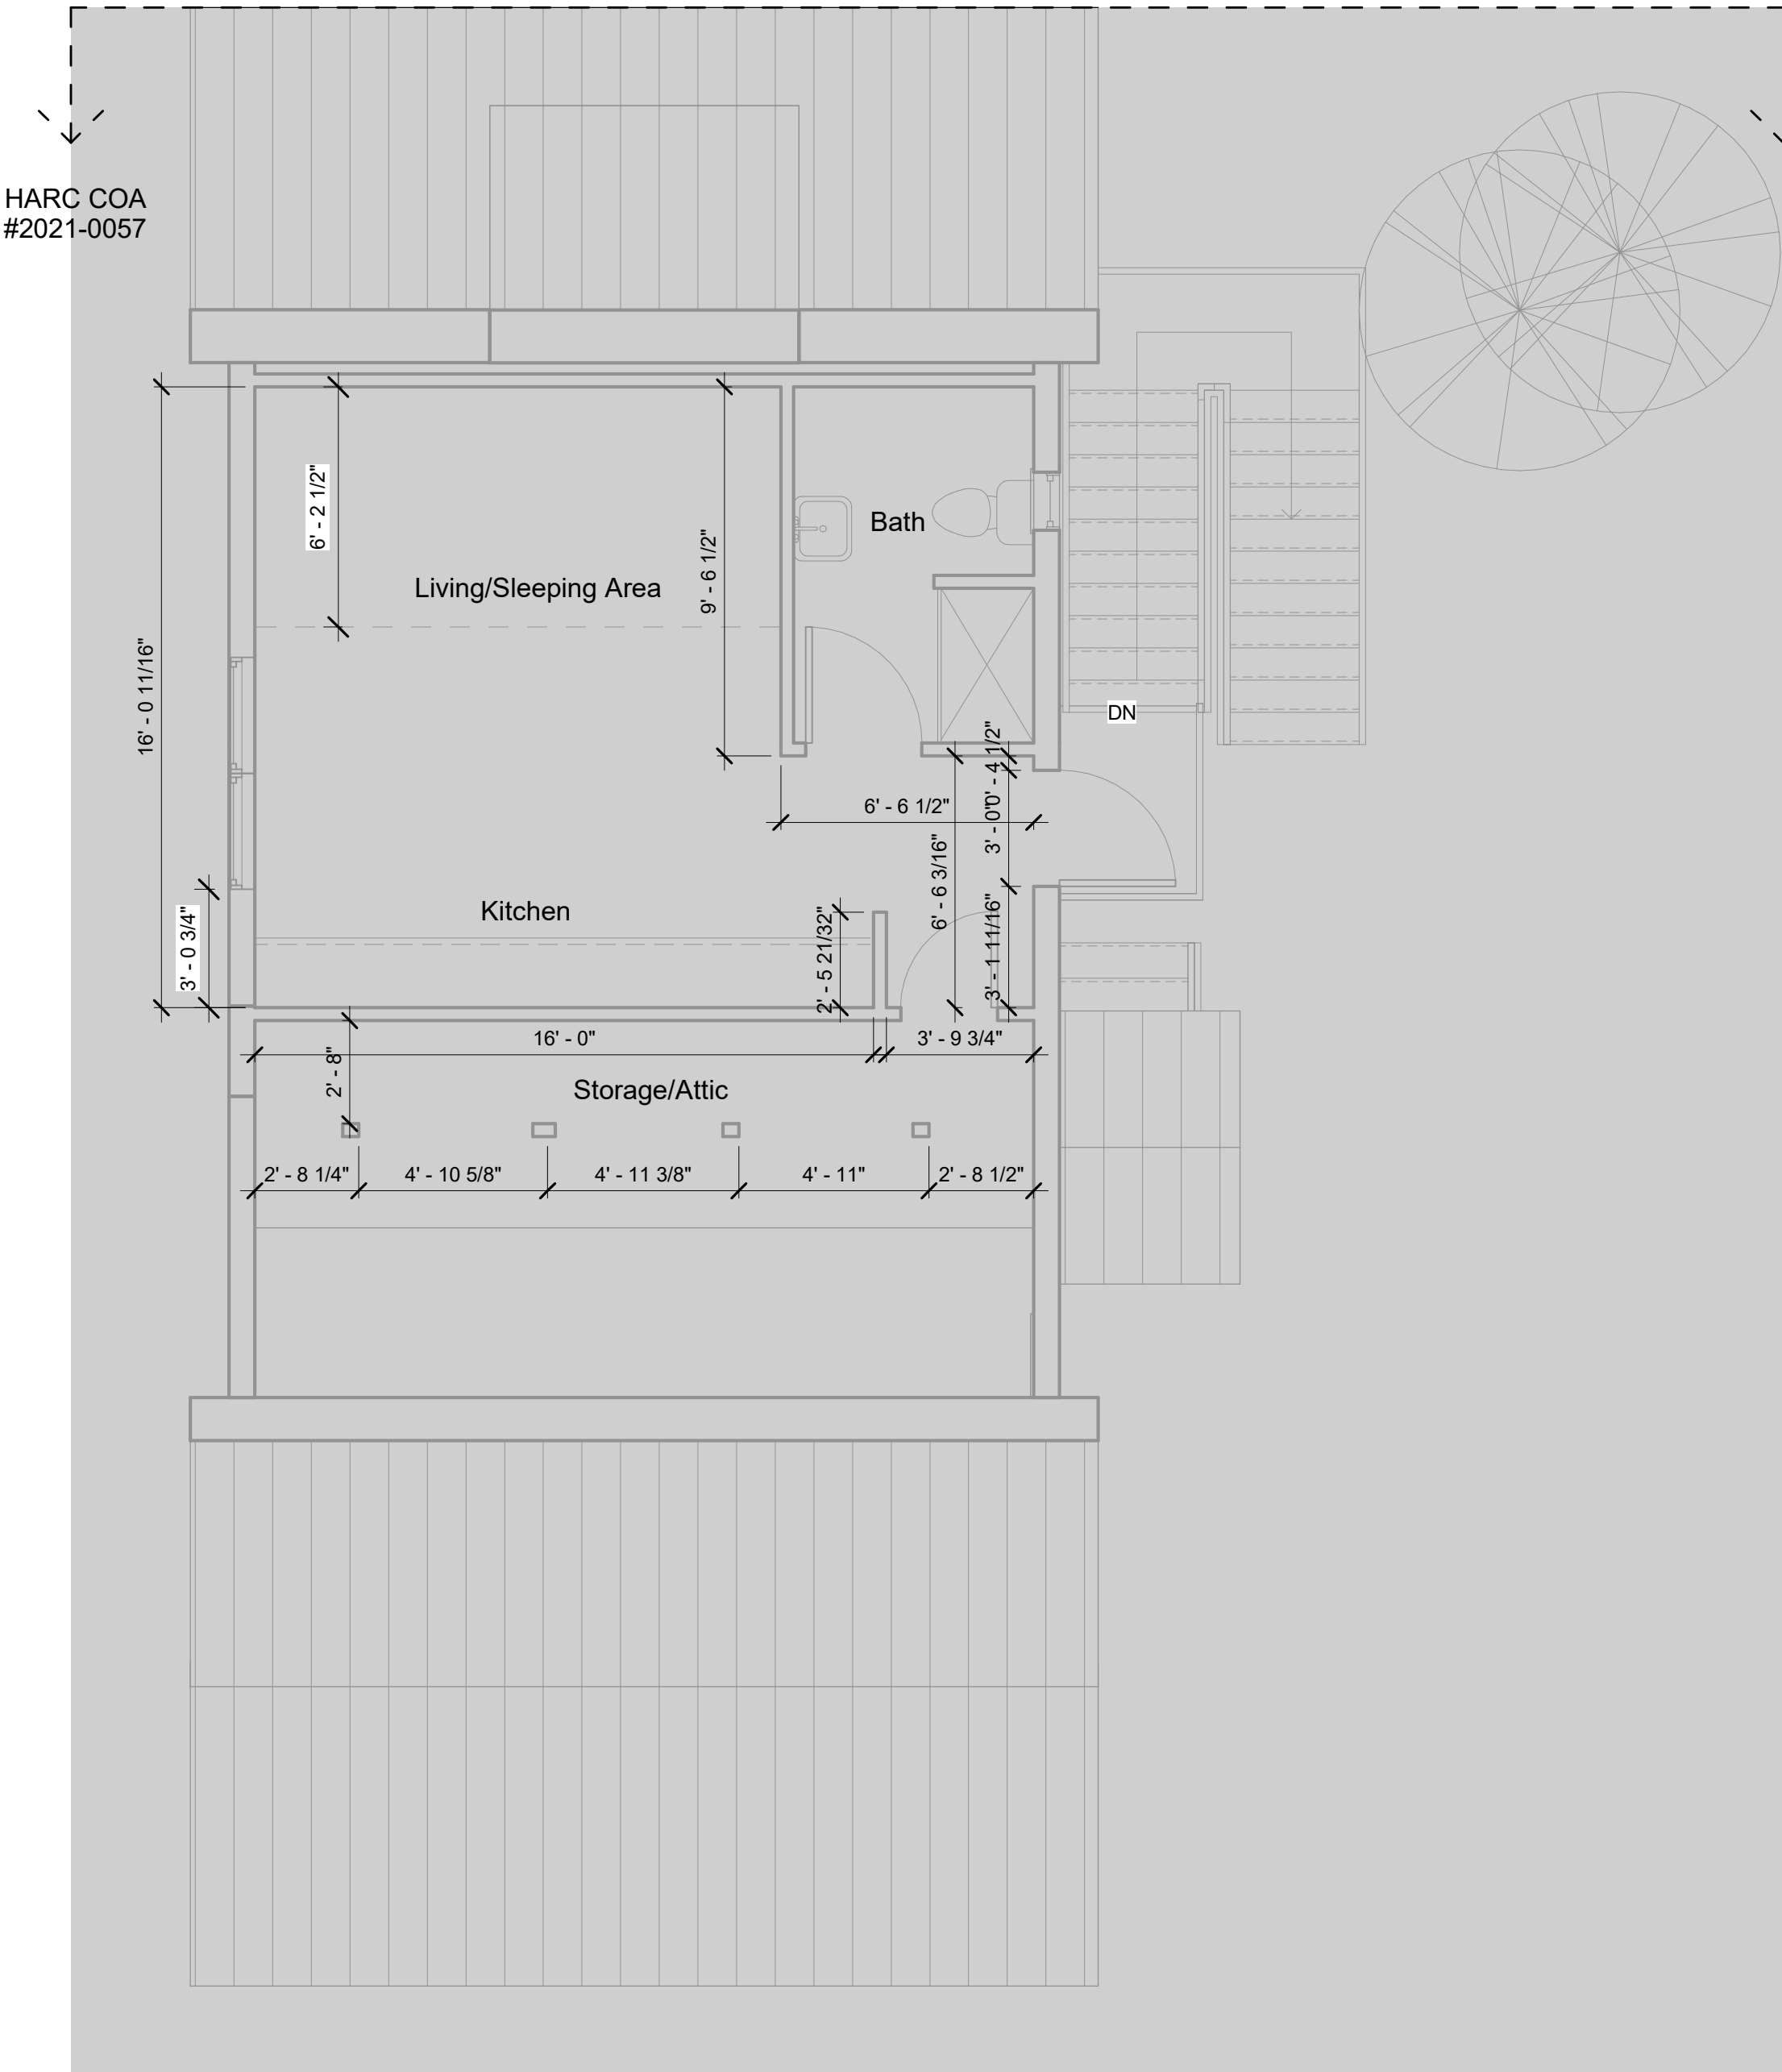 HARC COA
#2021-0057
6' - 2 1/2"
9' - 6 1/2"
Bath
Living/Sleeping Area
16' - 0 11/16"
DN
0' - 4 1/2"
6' - 6 1/2"
3' - 0"
6' - 6 3/16"
Kitchen
3' - 0 3/4"
2' - 5 21/32"
3' - 1 11/16"
16' - 0"
3' - 9 3/4"
2' - 8"
Storage/Attic
2' - 8 1/4"
4' - 10 5/8"
4' - 11 3/8"
4' - 11"
2' - 8 1/2"